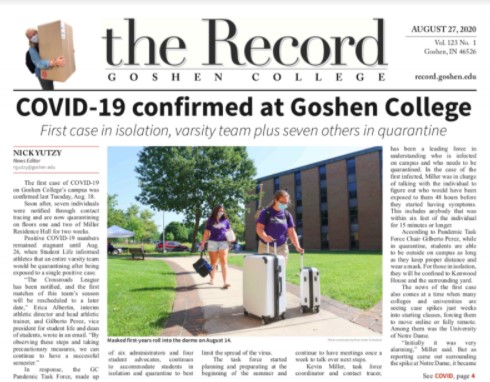 the Record
GOSHEN COLLEGE
AUGUST 27, 2020
Vol. 123 No. 1
Goshen, IN 46526
record.goshen.edu
COVID-19 confirmed at Goshen College
First case in isolation, varsity team plus seven others in quarantine
NICK YUTZY
News Editor
The first case of COVID-19
on Goshen College's campus was
confirmed last Tuesday, Aug. 18.
Soon after, seven individuals
were notified through contact
tracing and are now quarantining
on floors one and two of Miller
Residence Hall for two weeks.
Positive COVID-19 numbers
remained stagnant until Aug.
26, when Student Life informed
athletes that an entire varsity team
would be quarantining after being
exposed to a single positive case.
"The Crossroads League
has been notified, and the first
matches of this team's season
will be rescheduled to a later
date," Erica Albertin, interim
athletic director and head athletic
trainer, and Gilberto Perez, vice
president for student life and dean
of students, wrote in an email. "By
observing these steps and taking
precautionary measures, we can
continue to have a successful
semester."
In response, the GC
Pandemic Task Force, made up
Masked first-years roll into the dorms on August 14.
of six administrators and four
student advocates, continues
to accommodate students in
isolation and quarantine to best
limit the spread of the virus.
The task force started
planning and preparing at the
beginning of the summer and
continue to have meetings once a
week to talk over next steps.
Kevin Miller, task force
coordinator and contact tracer,
has been a leading force in
understanding who is infected
on campus and who needs to be
quarantined. In the case of the
first infected, Miller was in charge
of talking with the individual to
figure out who would have been
exposed to them 48 hours before
they started having symptoms.
This includes anybody that was
within six feet of the individual
for 15 minutes or longer.
According to Pandemic Task
Force Chair Gilberto Perez, while
in quarantine, students are able
to be outside on campus as long
as they keep proper distance and
wear a mask. For those in isolation,
they will be confined to Kenwood
House and the surrounding yard.
The news of the first case
also comes at a time when many
colleges and universities are
seeing case spikes just weeks
into starting classes, forcing them
to move online or fully remote.
Among them was the University
of Notre Dame.
"Initially it was very
alarming," Miller said. But as
reporting came out surrounding
the spike at Notre Dame, it became
See COVID, page 4